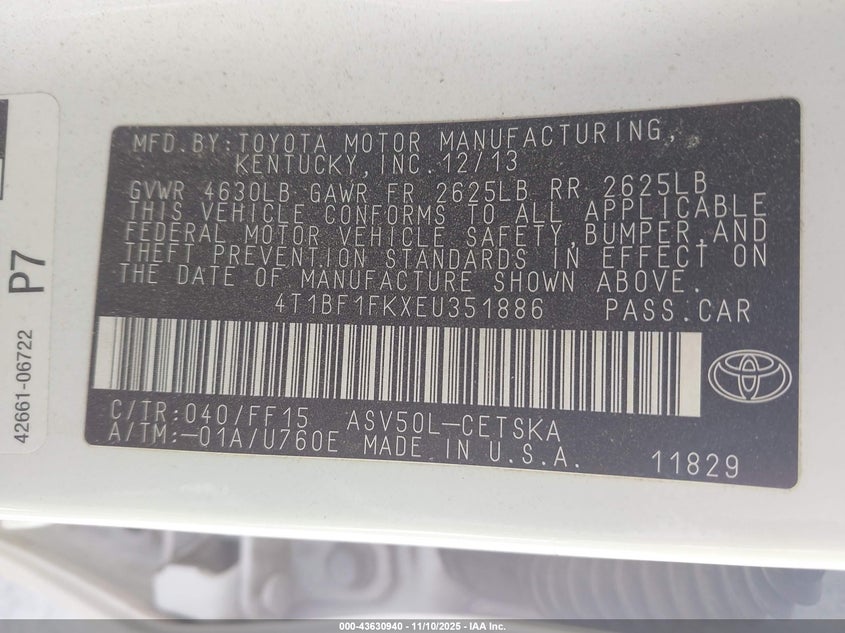 MFD.BY:TOYOTA MOTOR MANUFACTURING,
KENTUCKY,INC.12/13
GVWR 4630LB GAWR FR 2625LB RR 2625LB
THIS VEHICLE CONFORMS TO ALL APPLICABLE
FEDERAL MOTOR VEHICLE SAFETY,BUMPER,AND
THEFT PREVENTION STANDARDS IN EFFECT ON
THE DATE OF MANUFACTURE SHOWN ABOVE.
4T1BF1FKXEU351886 PASS.CAR
C/TR:040/FF15 ASV50L-CETSKA
A/TM:-01A/U760E MADE IN U.S.A. 11829
42661-06722 P7
000-43630940 - 11/10/2025 - IAA Inc.